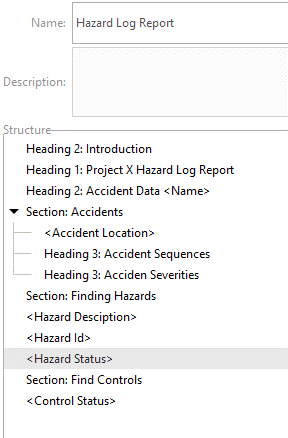 Name: Hazard Log Report
Description:
Structure
Heading 2: Introduction
Heading 1: Project X Hazard Log Report
Heading 2: Accident Data <Name>
Section: Accidents
<Accident Location>
Heading 3: Accident Sequences
Heading 3: Acciden Severities
Section: Finding Hazards
<Hazard Desciption>
<Hazard Id>
<Hazard Status>
Section: Find Controls
<Control Status>